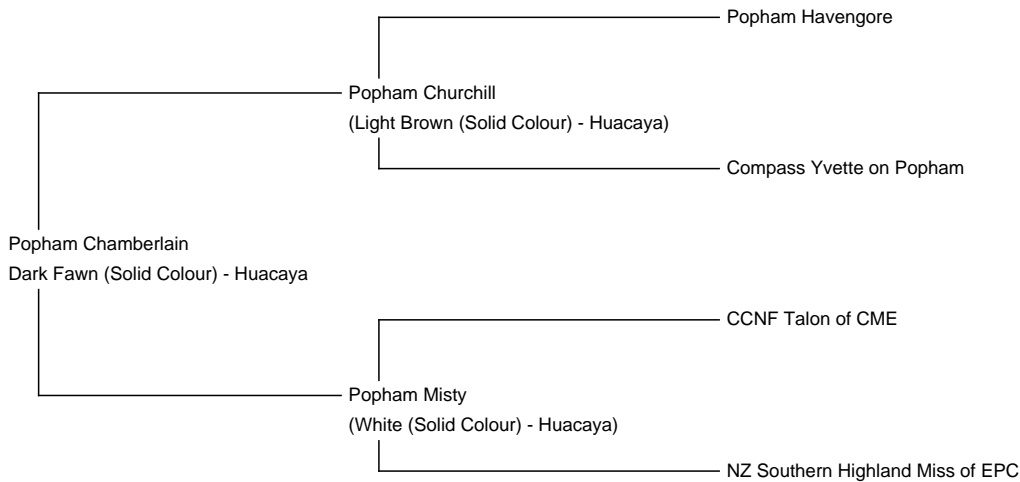 Popham Havengore
Popham Churchill
(Light Brown (Solid Colour) - Huacaya)
Compass Yvette on Popham
Popham Chamberlain
Dark Fawn (Solid Colour) - Huacaya
CCNF Talon of CME
Popham Misty
(White (Solid Colour) - Huacaya)
NZ Southern Highland Miss of EPC